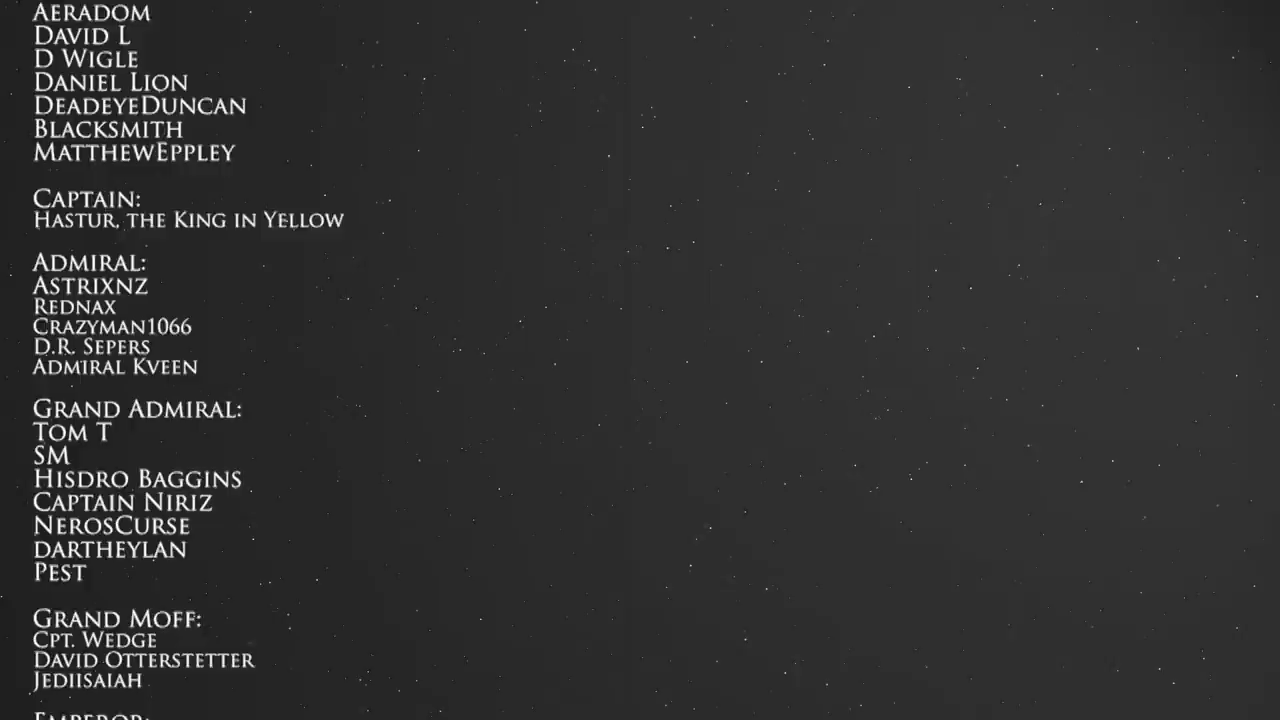 Aeradom
David L
D Wigle
Daniel Lion
DeadeyeDuncan
Blacksmith
MatthewEppley
Captain:
Hastur, the King in Yellow
Admiral:
Astrixnz
Rednax
Crazyman1066
D.R. Sepers
Admiral Kveen
Grand Admiral:
Tom T
SM
Hisdro Baggins
Captain Niriz
NerosCurse
dartheylan
Pest
Grand Moff:
Cpt. Wedge
David Otterstetter
Jediisaiah
Emperor: